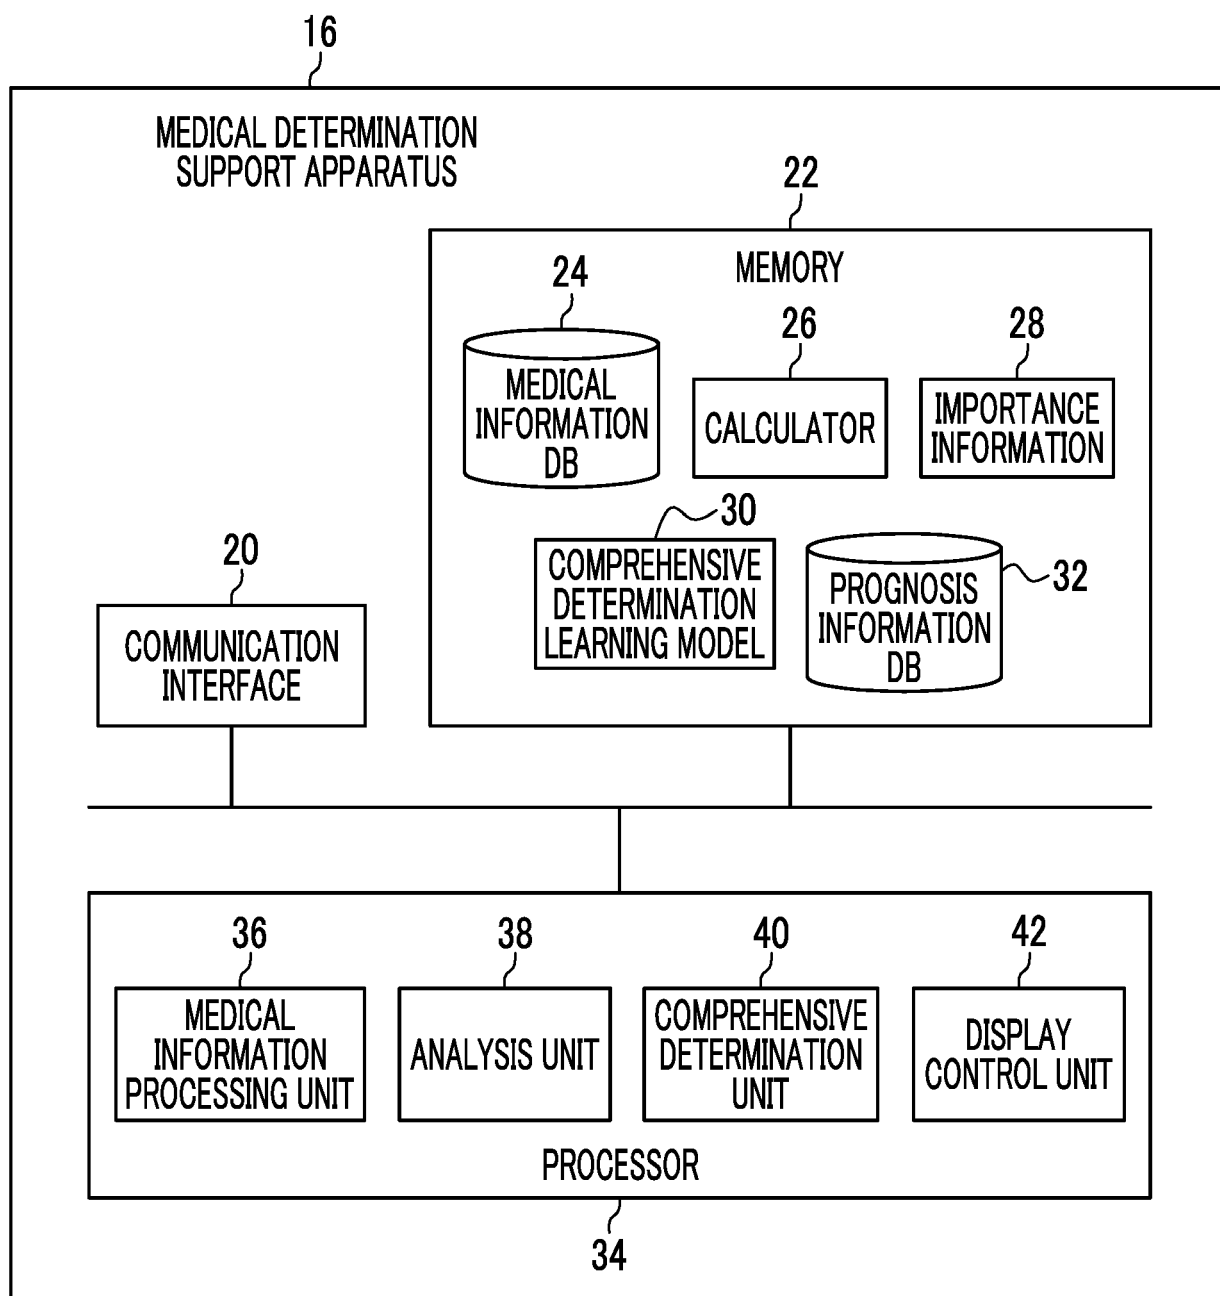 16
MEDICAL DETERMINATION
SUPPORT APPARATUS
22
MEMORY
24
MEDICAL
INFORMATION
DB
26
CALCULATOR
28
IMPORTANCE
INFORMATION
30
COMPREHENSIVE
DETERMINATION
LEARNING MODEL
32
PROGNOSIS
INFORMATION
DB
20
COMMUNICATION
INTERFACE
36
MEDICAL
INFORMATION
PROCESSING UNIT
38
ANALYSIS UNIT
40
COMPREHENSIVE
DETERMINATION
UNIT
42
DISPLAY
CONTROL UNIT
PROCESSOR
34